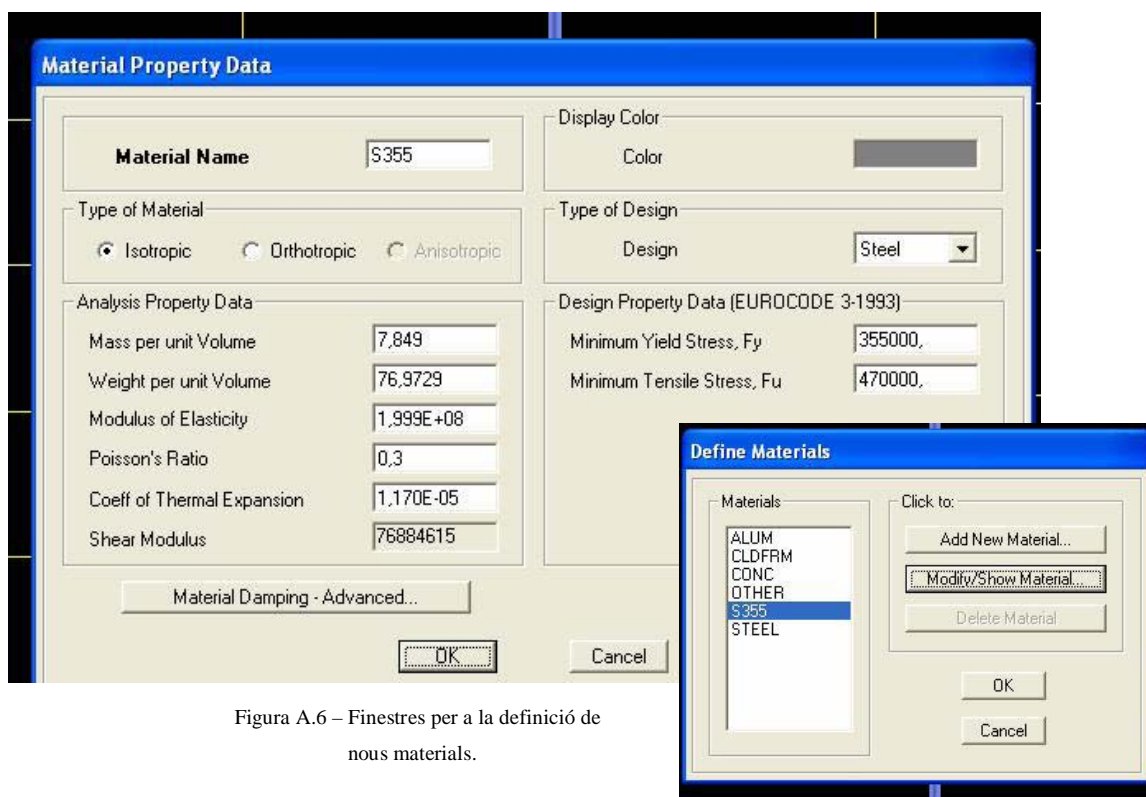 Material Property Data
Material Name S355
Display Color
Color
Type of Material
Isotropic Orthotropic Anisotropic
Type of Design
Design Steel
Analysis Property Data
Mass per unit Volume 7,849
Weight per unit Volume 76,9729
Modulus of Elasticity 1,999E+08
Poisson's Ratio 0,3
Coeff of Thermal Expansion 1,170E-05
Shear Modulus 76884615
Design Property Data (EUROCODE 3-1993)
Minimum Yield Stress, Fy 355000,
Minimum Tensile Stress, Fu 470000,
Material Damping - Advanced...
OK Cancel
Define Materials
Materials
ALUM
CLDFRM
CONC
OTHER
S355
STEEL
Click to:
Add New Material...
Modify/Show Material...
Delete Material
OK
Cancel
Figura A.6 – Finestres per a la definició de
nous materials.